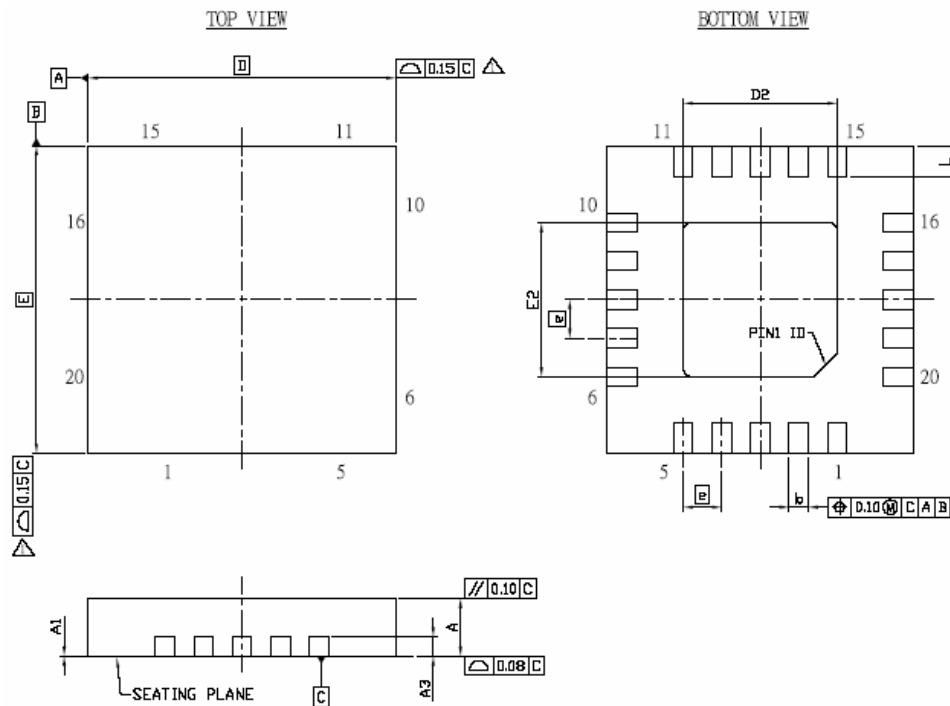 TOP VIEW
BOTTOM VIEW
A
D
0.15 C
B
15
11
16
10
E
20
6
1
5
0.15 C
D2
11
15
L
10
16
E2
e
PIN1 ID
6
20
5
1
e
b
0.10 Ⓜ C A B
// 0.10 C
A1
A
A3
0.08 C
SEATING PLANE
C